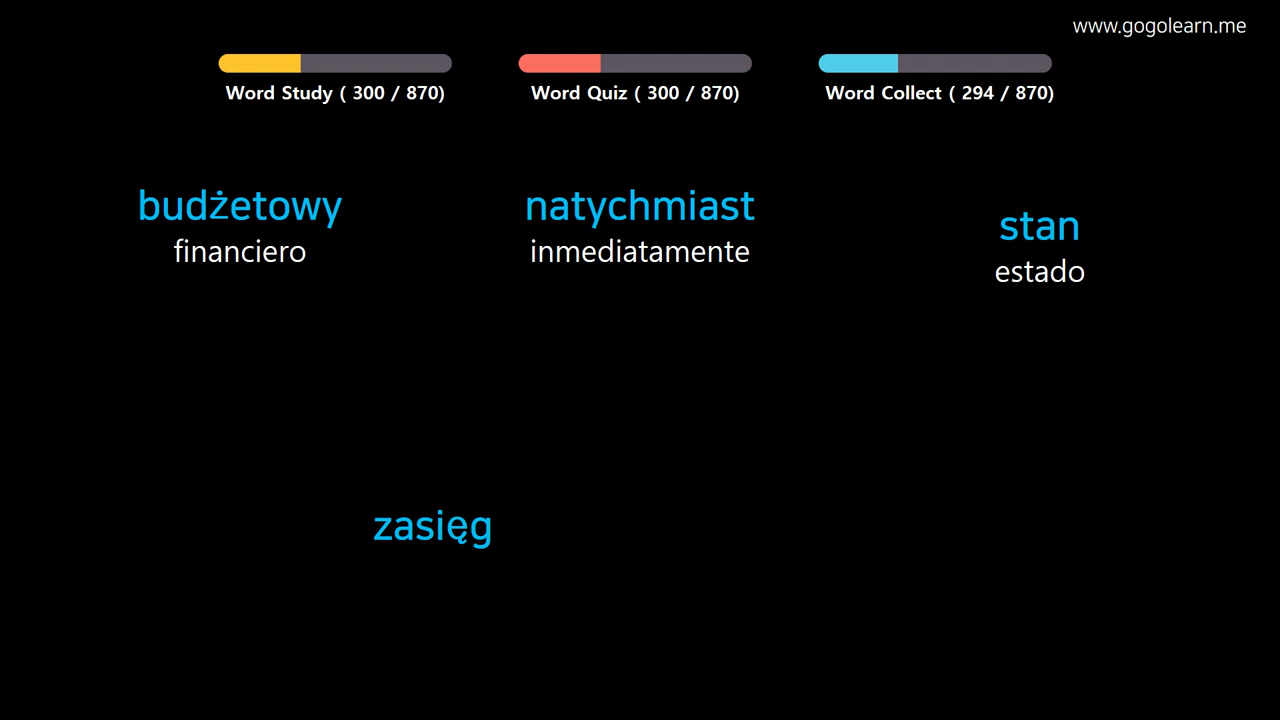 www.gogolearn.me
Word Study ( 300 / 870)
Word Quiz ( 300 / 870)
Word Collect ( 294 / 870)
budżetowy
financiero
natychmiast
inmediatamente
stan
estado
zasięg